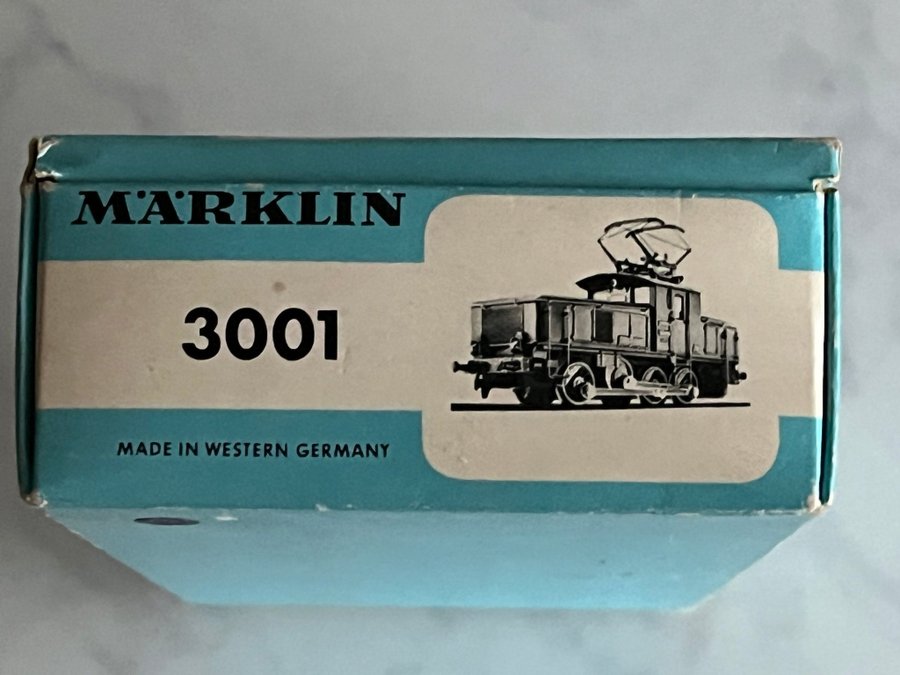 MÄRKLIN
3001
MADE IN WESTERN GERMANY